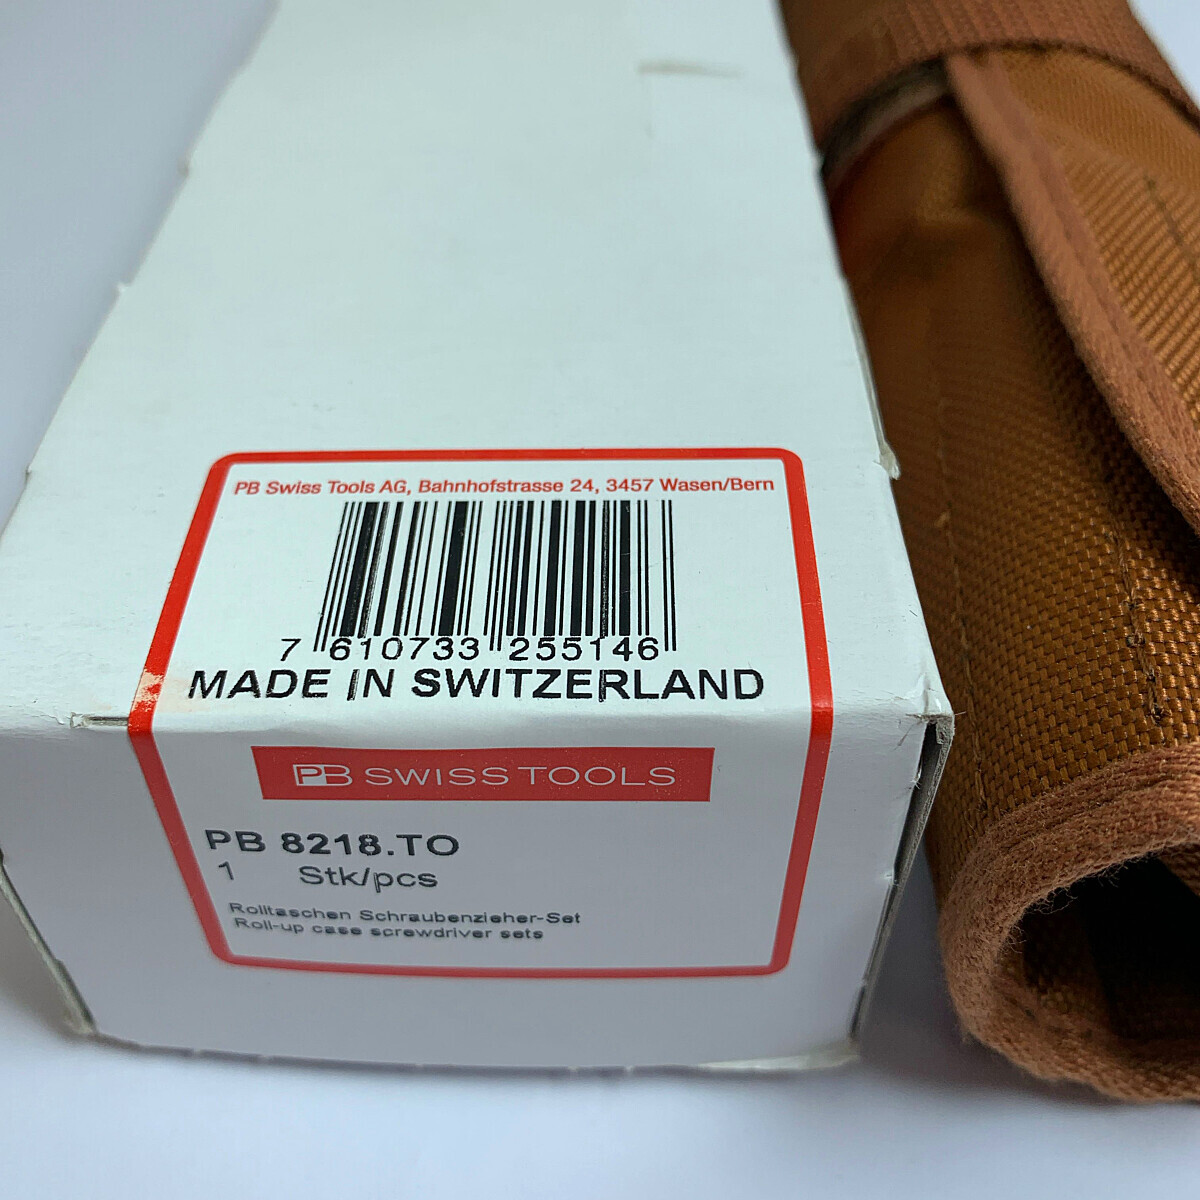 PB Swiss Tools AG, Bahnhofstrasse 24, 3457 Wasen/Bern
7 610733 255146
MADE IN SWITZERLAND
PB SWISS TOOLS
PB 8218.TO
1 Stk/pcs
Rolltaschen Schraubenzieher-Set
Roll-up case screwdriver sets